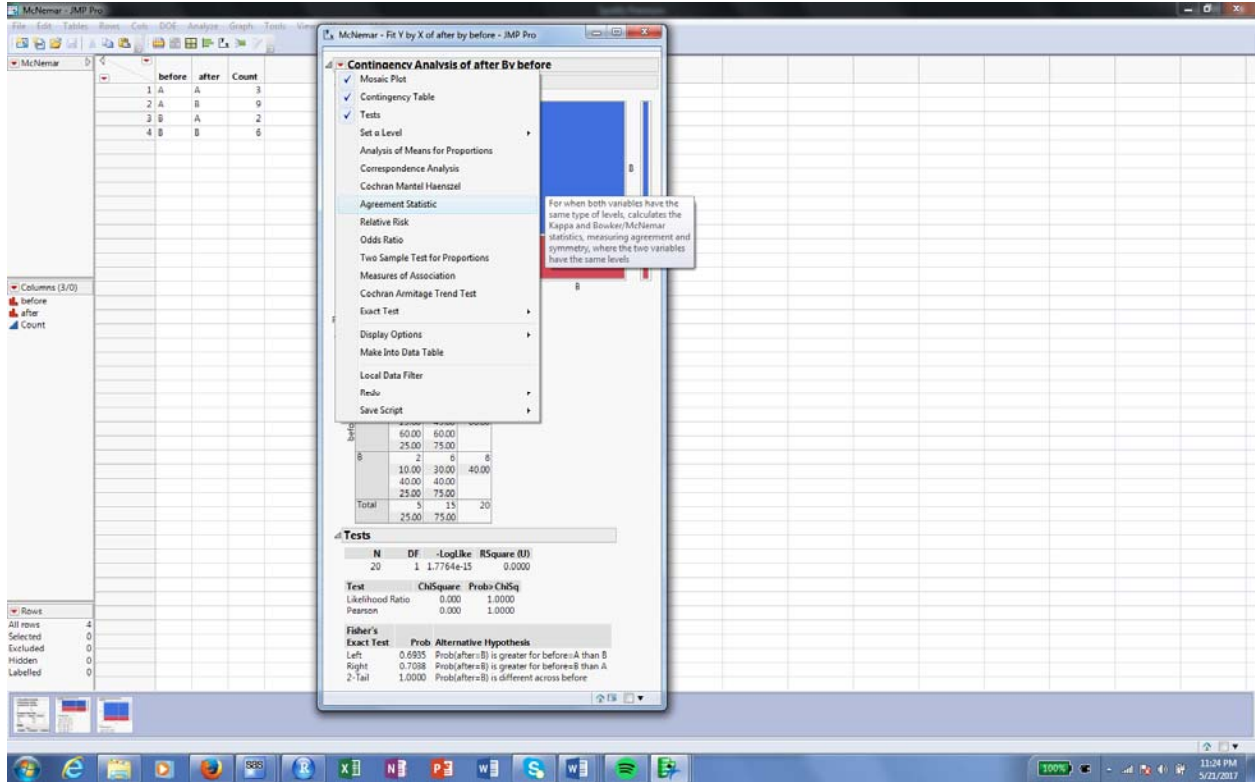 McNemar - JMP Pro
File Edit Tables Rows Cols DOE Analyze Graph Tools View
McNemar
before after Count
1 A A 3
2 A B 9
3 B A 2
4 B B 6
Columns (3/0)
before
after
Count
Rows
All rows 4
Selected 0
Excluded 0
Hidden 0
Labelled 0
McNemar - Fit Y by X of after by before - JMP Pro
Contingency Analysis of after By before
Mosaic Plot
Contingency Table
Tests
Set α Level
Analysis of Means for Proportions
Correspondence Analysis
Cochran Mantel Haenszel
Agreement Statistic
Relative Risk
Odds Ratio
Two Sample Test for Proportions
Measures of Association
Cochran Armitage Trend Test
Exact Test
Display Options
Make Into Data Table
Local Data Filter
Redo
Save Script
For when both variables have the
same type of levels, calculates the
Kappa and Bowker/McNemar
statistics, measuring agreement and
symmetry, where the two variables
have the same levels
B
B
60.00 60.00
25.00 75.00
B 2 6 8
10.00 30.00 40.00
40.00 40.00
25.00 75.00
Total 5 15 20
25.00 75.00
Tests
N DF -LogLike RSquare (U)
20 1 1.7764e-15 0.0000
Test ChiSquare Prob>ChiSq
Likelihood Ratio 0.000 1.0000
Pearson 0.000 1.0000
Fisher's
Exact Test Prob Alternative Hypothesis
Left 0.6935 Prob(after=B) is greater for before=A than B
Right 0.7038 Prob(after=B) is greater for before=B than A
2-Tail 1.0000 Prob(after=B) is different across before
100%
11:24 PM
5/21/2017